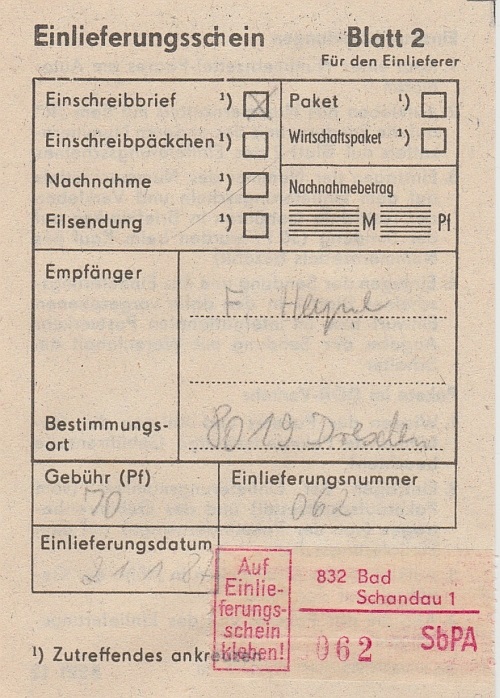 Einlieferungsschein Blatt 2
Für den Einlieferer
Einschreibbrief ¹) Paket ¹)
Einschreibpäckchen ¹) Wirtschaftspaket ¹)
Nachnahme ¹) Nachnahmebetrag
Eilsendung ¹) M Pf
Empfänger
Bestimmungs-
ort 8019 Dresden
Gebühr (Pf) Einlieferungsnummer
70 062
Einlieferungsdatum
Auf
Einlie-
ferungs-
schein
kleben!
832 Bad
Schandau 1
062 SbPA
¹) Zutreffendes ankreuzen